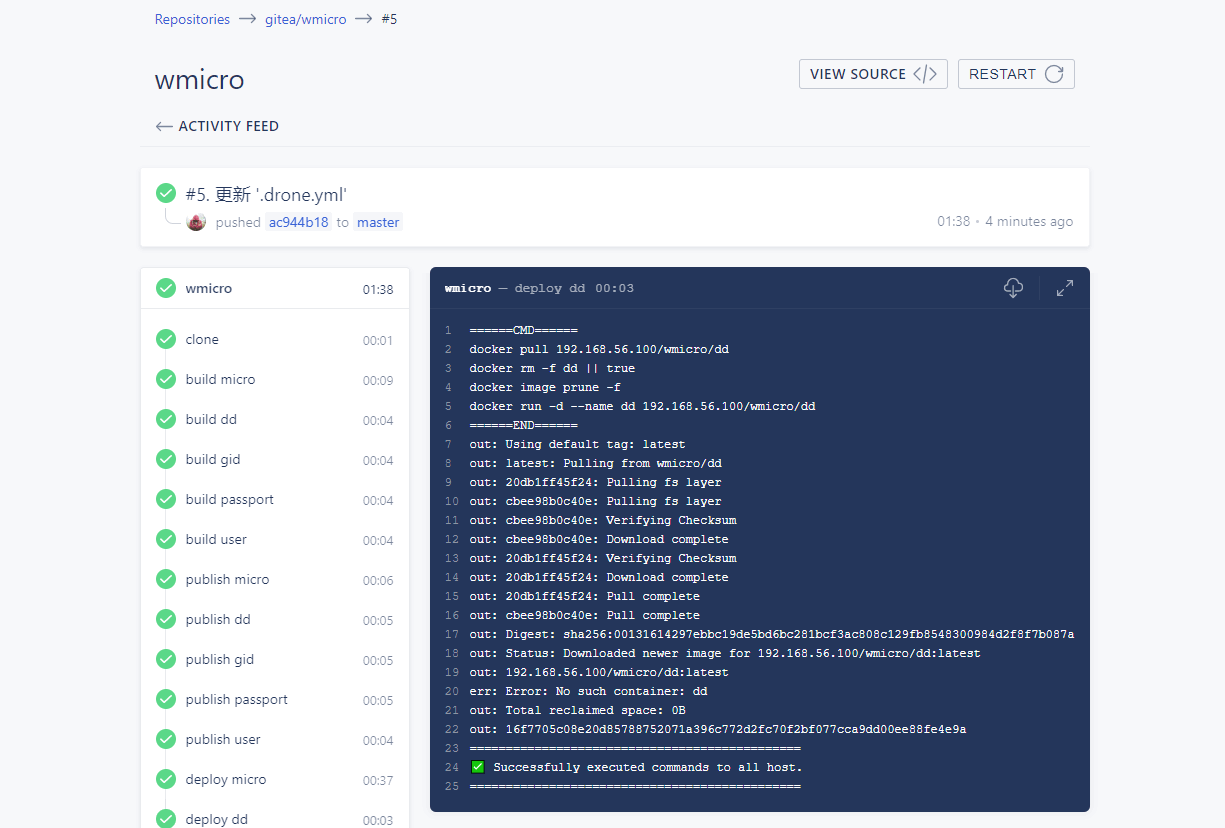 Repositories → gitea/wmicro → #5
wmicro
VIEW SOURCE </>
RESTART
← ACTIVITY FEED
#5. 更新 '.drone.yml'
pushed ac944b18 to master
01:38 • 4 minutes ago
wmicro 01:38
clone 00:01
build micro 00:09
build dd 00:04
build gid 00:04
build passport 00:04
build user 00:04
publish micro 00:06
publish dd 00:05
publish gid 00:05
publish passport 00:05
publish user 00:04
deploy micro 00:37
deploy dd 00:03
wmicro — deploy dd 00:03
1 ======CMD======
2 docker pull 192.168.56.100/wmicro/dd
3 docker rm -f dd || true
4 docker image prune -f
5 docker run -d --name dd 192.168.56.100/wmicro/dd
6 ======END======
7 out: Using default tag: latest
8 out: latest: Pulling from wmicro/dd
9 out: 20db1ff45f24: Pulling fs layer
10 out: cbee98b0c40e: Pulling fs layer
11 out: cbee98b0c40e: Verifying Checksum
12 out: cbee98b0c40e: Download complete
13 out: 20db1ff45f24: Verifying Checksum
14 out: 20db1ff45f24: Download complete
15 out: 20db1ff45f24: Pull complete
16 out: cbee98b0c40e: Pull complete
17 out: Digest: sha256:00131614297ebbc19de5bd6bc281bcf3ac808c129fb8548300984d2f8f7b087a
18 out: Status: Downloaded newer image for 192.168.56.100/wmicro/dd:latest
19 out: 192.168.56.100/wmicro/dd:latest
20 err: Error: No such container: dd
21 out: Total reclaimed space: 0B
22 out: 16f7705c08e20d85788752071a396c772d2fc70f2bf077cca9dd00ee88fe4e9a
23 ==============================================
24 ✅ Successfully executed commands to all host.
25 ==============================================